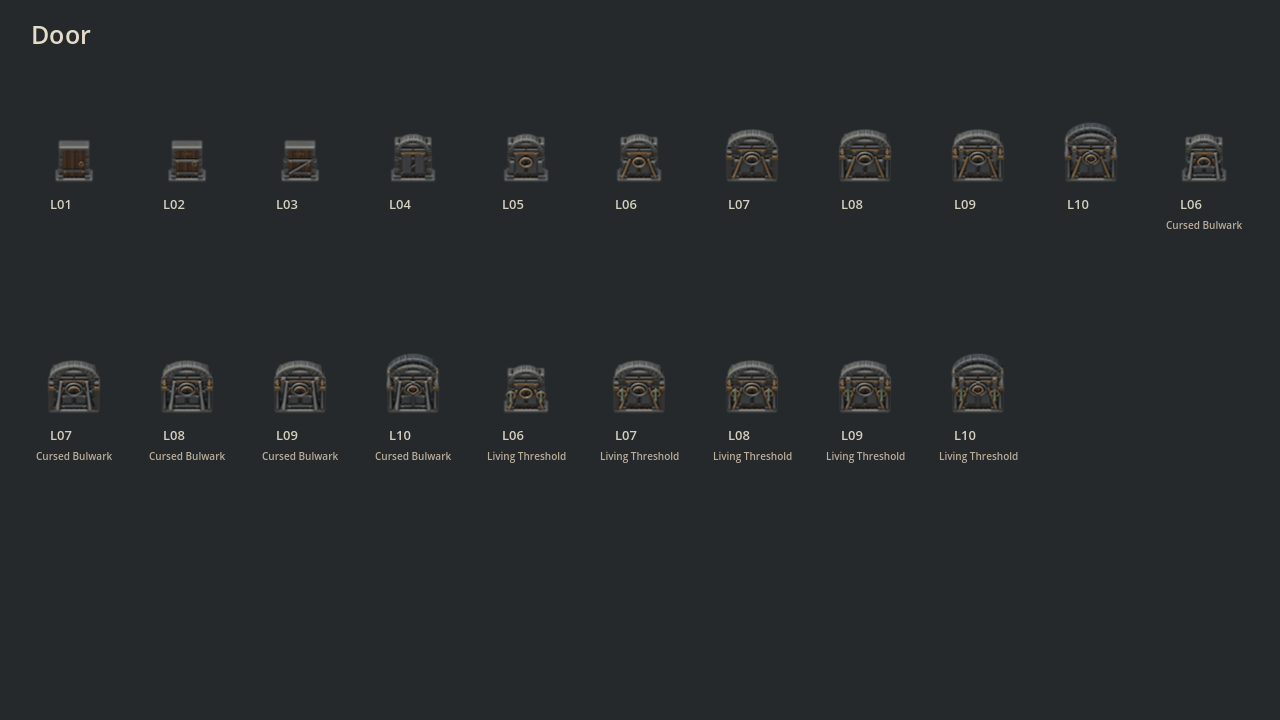 Door
L01 L02 L03 L04 L05 L06 L07 L08 L09 L10 L06
Cursed Bulwark
L07 L08 L09 L10 L06 L07 L08 L09 L10
Cursed Bulwark Cursed Bulwark Cursed Bulwark Cursed Bulwark Living Threshold Living Threshold Living Threshold Living Threshold Living Threshold